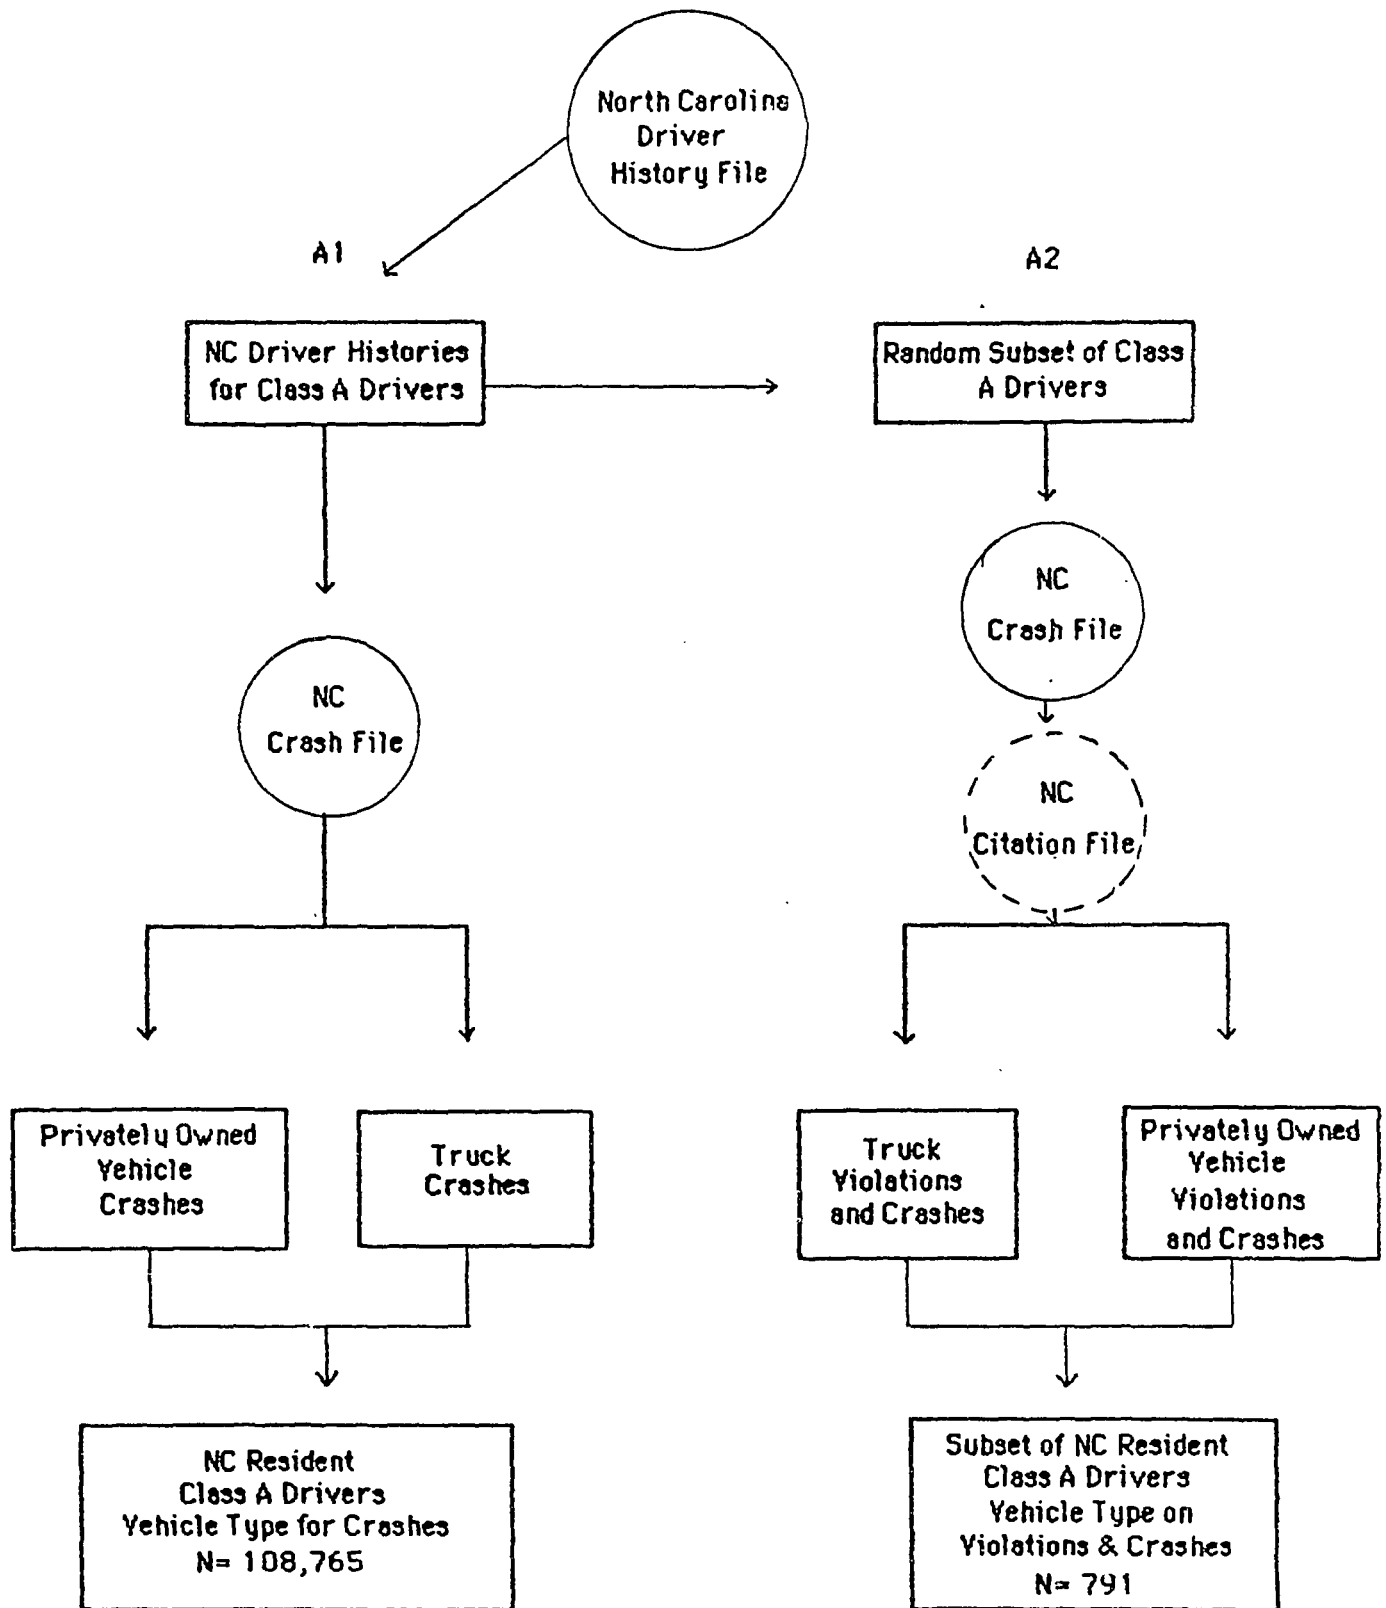 North Carolina
Driver
History File
A1
A2
NC Driver Histories
for Class A Drivers
Random Subset of Class
A Drivers
NC
Crash File
NC
Crash File
NC
Citation File
Privately Owned
Vehicle
Crashes
Truck
Crashes
Truck
Violations
and Crashes
Privately Owned
Vehicle
Violations
and Crashes
NC Resident
Class A Drivers
Vehicle Type for Crashes
N= 108,765
Subset of NC Resident
Class A Drivers
Vehicle Type on
Violations & Crashes
N= 791